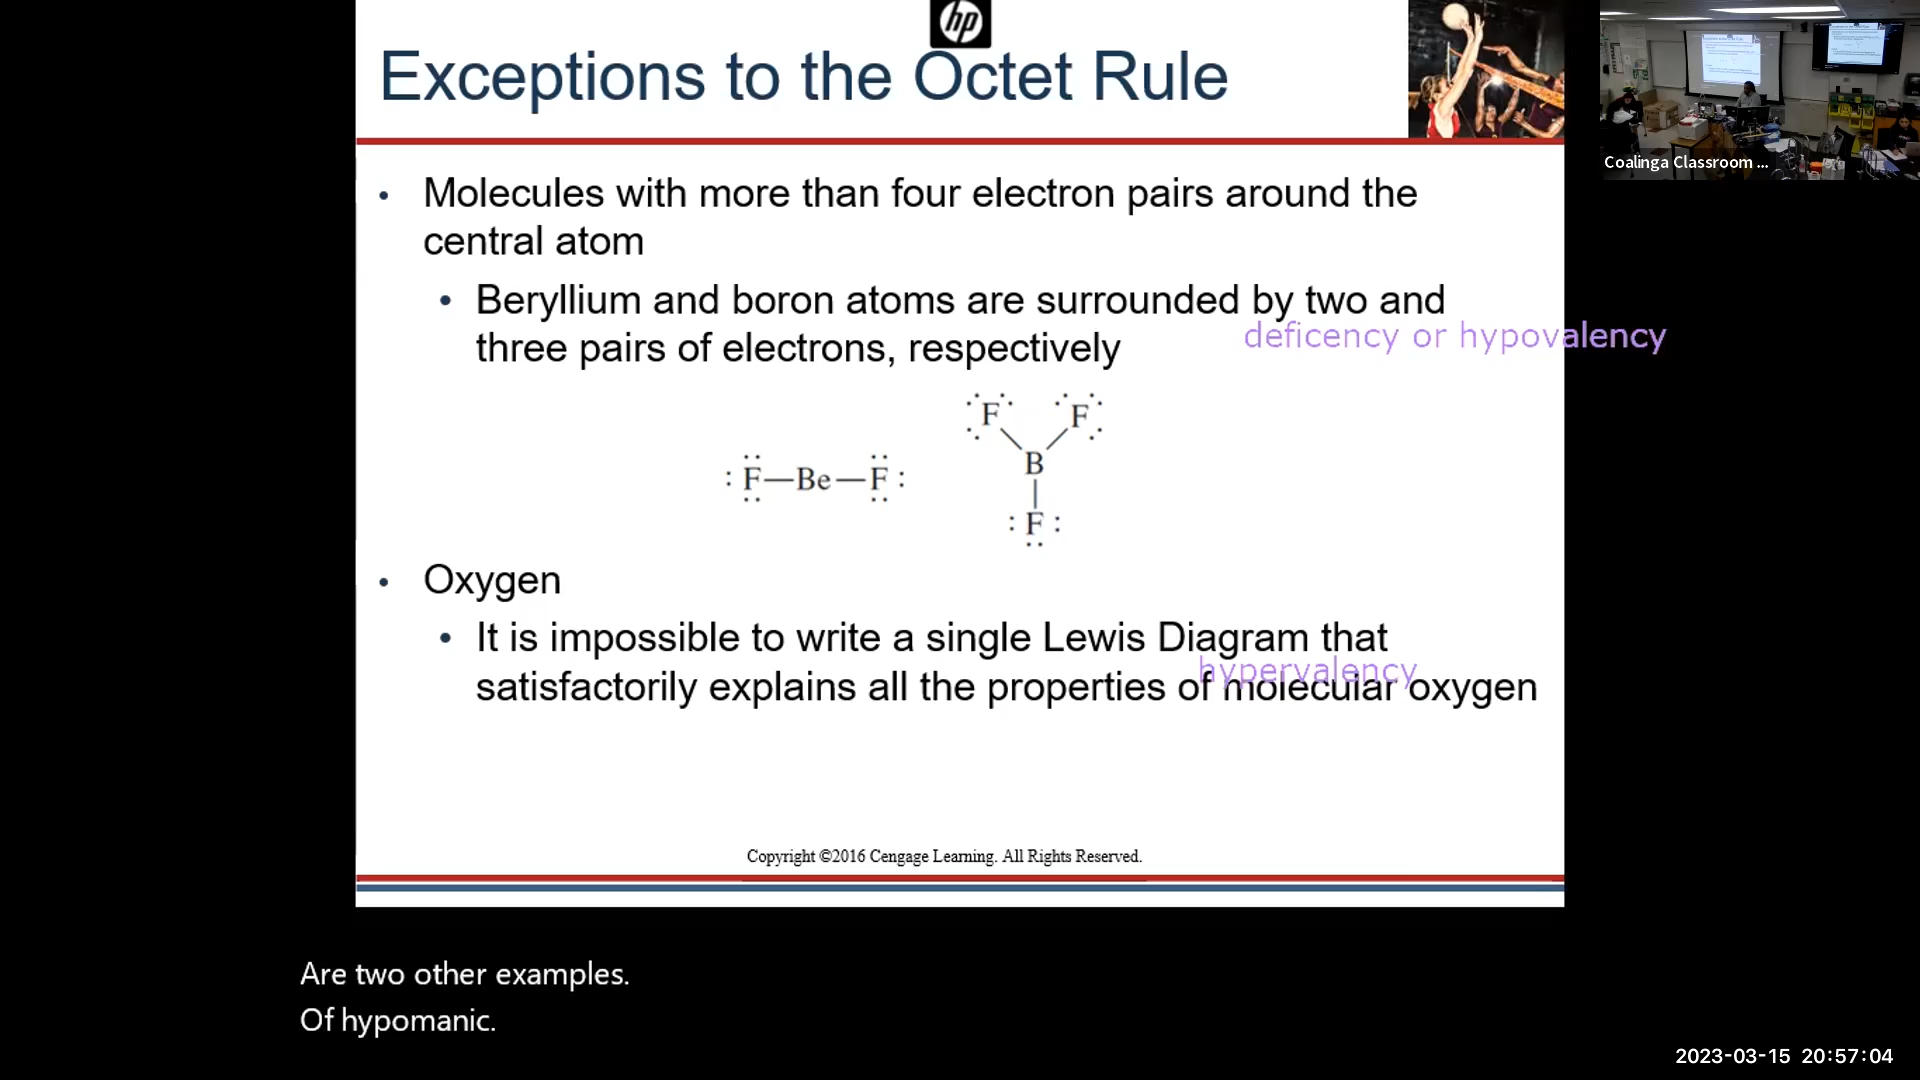 hp
Exceptions to the Octet Rule
Coalinga Classroom ...
• Molecules with more than four electron pairs around the
central atom
• Beryllium and boron atoms are surrounded by two and
deficency or hypovalency
three pairs of electrons, respectively
F F
B
F—Be—F
F
• Oxygen
• It is impossible to write a single Lewis Diagram that
hypervalency
satisfactorily explains all the properties of molecular oxygen
Copyright ©2016 Cengage Learning. All Rights Reserved.
Are two other examples.
Of hypomanic.
2023-03-15 20:57:04